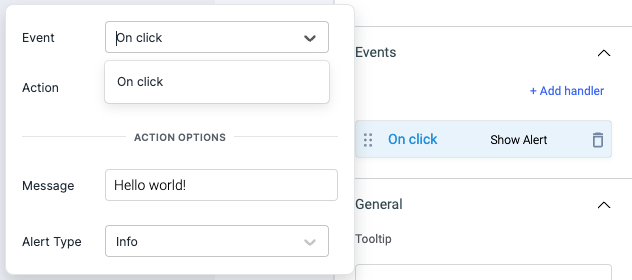 Event
On click
On click
Action
ACTION OPTIONS
Message
Hello world!
Alert Type
Info
Events
+ Add handler
On click
Show Alert
General
Tooltip